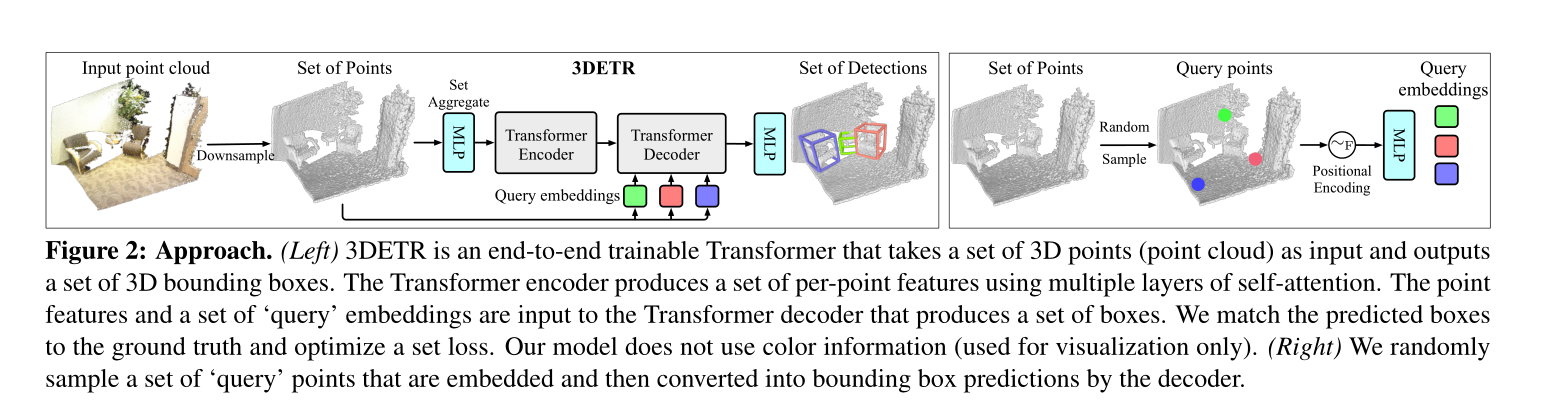 Input point cloud
Downsample
Set of Points
3DETR
Set
Aggregate
MLP
Transformer
Encoder
Transformer
Decoder
MLP
Set of Detections
Query embeddings
Set of Points
Random
Sample
Query points
~F
Positional
Encoding
MLP
Query
embeddings
Figure 2: Approach. (Left) 3DETR is an end-to-end trainable Transformer that takes a set of 3D points (point cloud) as input and outputs
a set of 3D bounding boxes. The Transformer encoder produces a set of per-point features using multiple layers of self-attention. The point
features and a set of ‘query’ embeddings are input to the Transformer decoder that produces a set of boxes. We match the predicted boxes
to the ground truth and optimize a set loss. Our model does not use color information (used for visualization only). (Right) We randomly
sample a set of ‘query’ points that are embedded and then converted into bounding box predictions by the decoder.